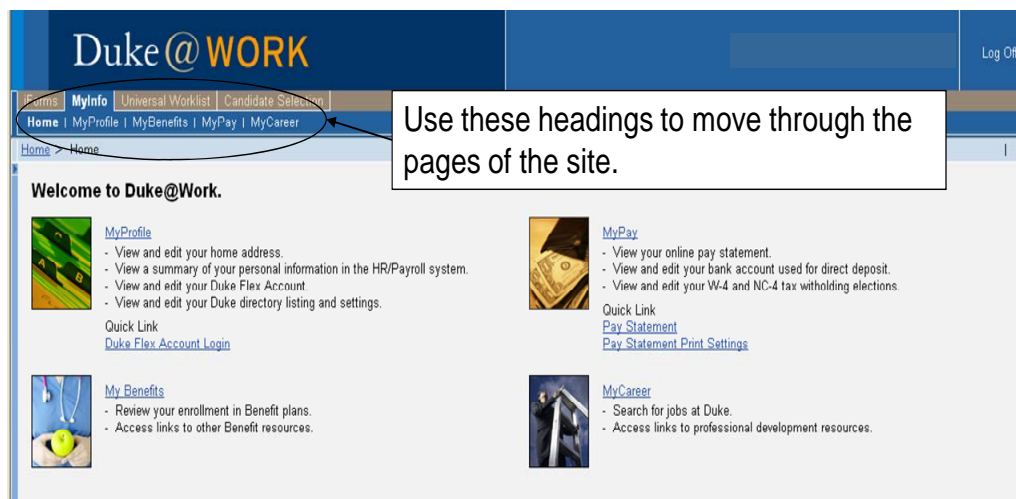 Duke@WORK
Log Off
iForms | MyInfo | Universal Worklist | Candidate Selection
Home | MyProfile | MyBenefits | MyPay | MyCareer
Use these headings to move through the
pages of the site.
Home > Home
Welcome to Duke@Work.
MyProfile
- View and edit your home address.
- View a summary of your personal information in the HR/Payroll system.
- View and edit your Duke Flex Account.
- View and edit your Duke directory listing and settings.
Quick Link
Duke Flex Account Login
MyPay
- View your online pay statement.
- View and edit your bank account used for direct deposit.
- View and edit your W-4 and NC-4 tax witholding elections.
Quick Link
Pay Statement
Pay Statement Print Settings
My Benefits
- Review your enrollment in Benefit plans.
- Access links to other Benefit resources.
MyCareer
- Search for jobs at Duke.
- Access links to professional development resources.